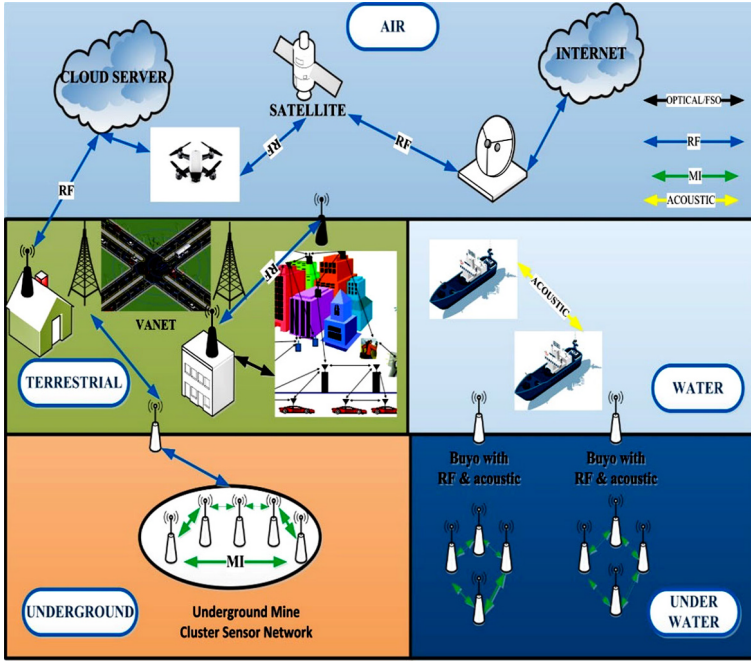 AIR
CLOUD SERVER
SATELLITE
INTERNET
OPTICAL/FSO
RF
MI
ACOUSTIC
RF
RF
RF
RF
VANET
ACOUSTIC
TERRESTRIAL
WATER
Buyo with
RF & acoustic
Buyo with
RF & acoustic
MI
UNDERGROUND
Underground Mine
Cluster Sensor Network
UNDER
WATER